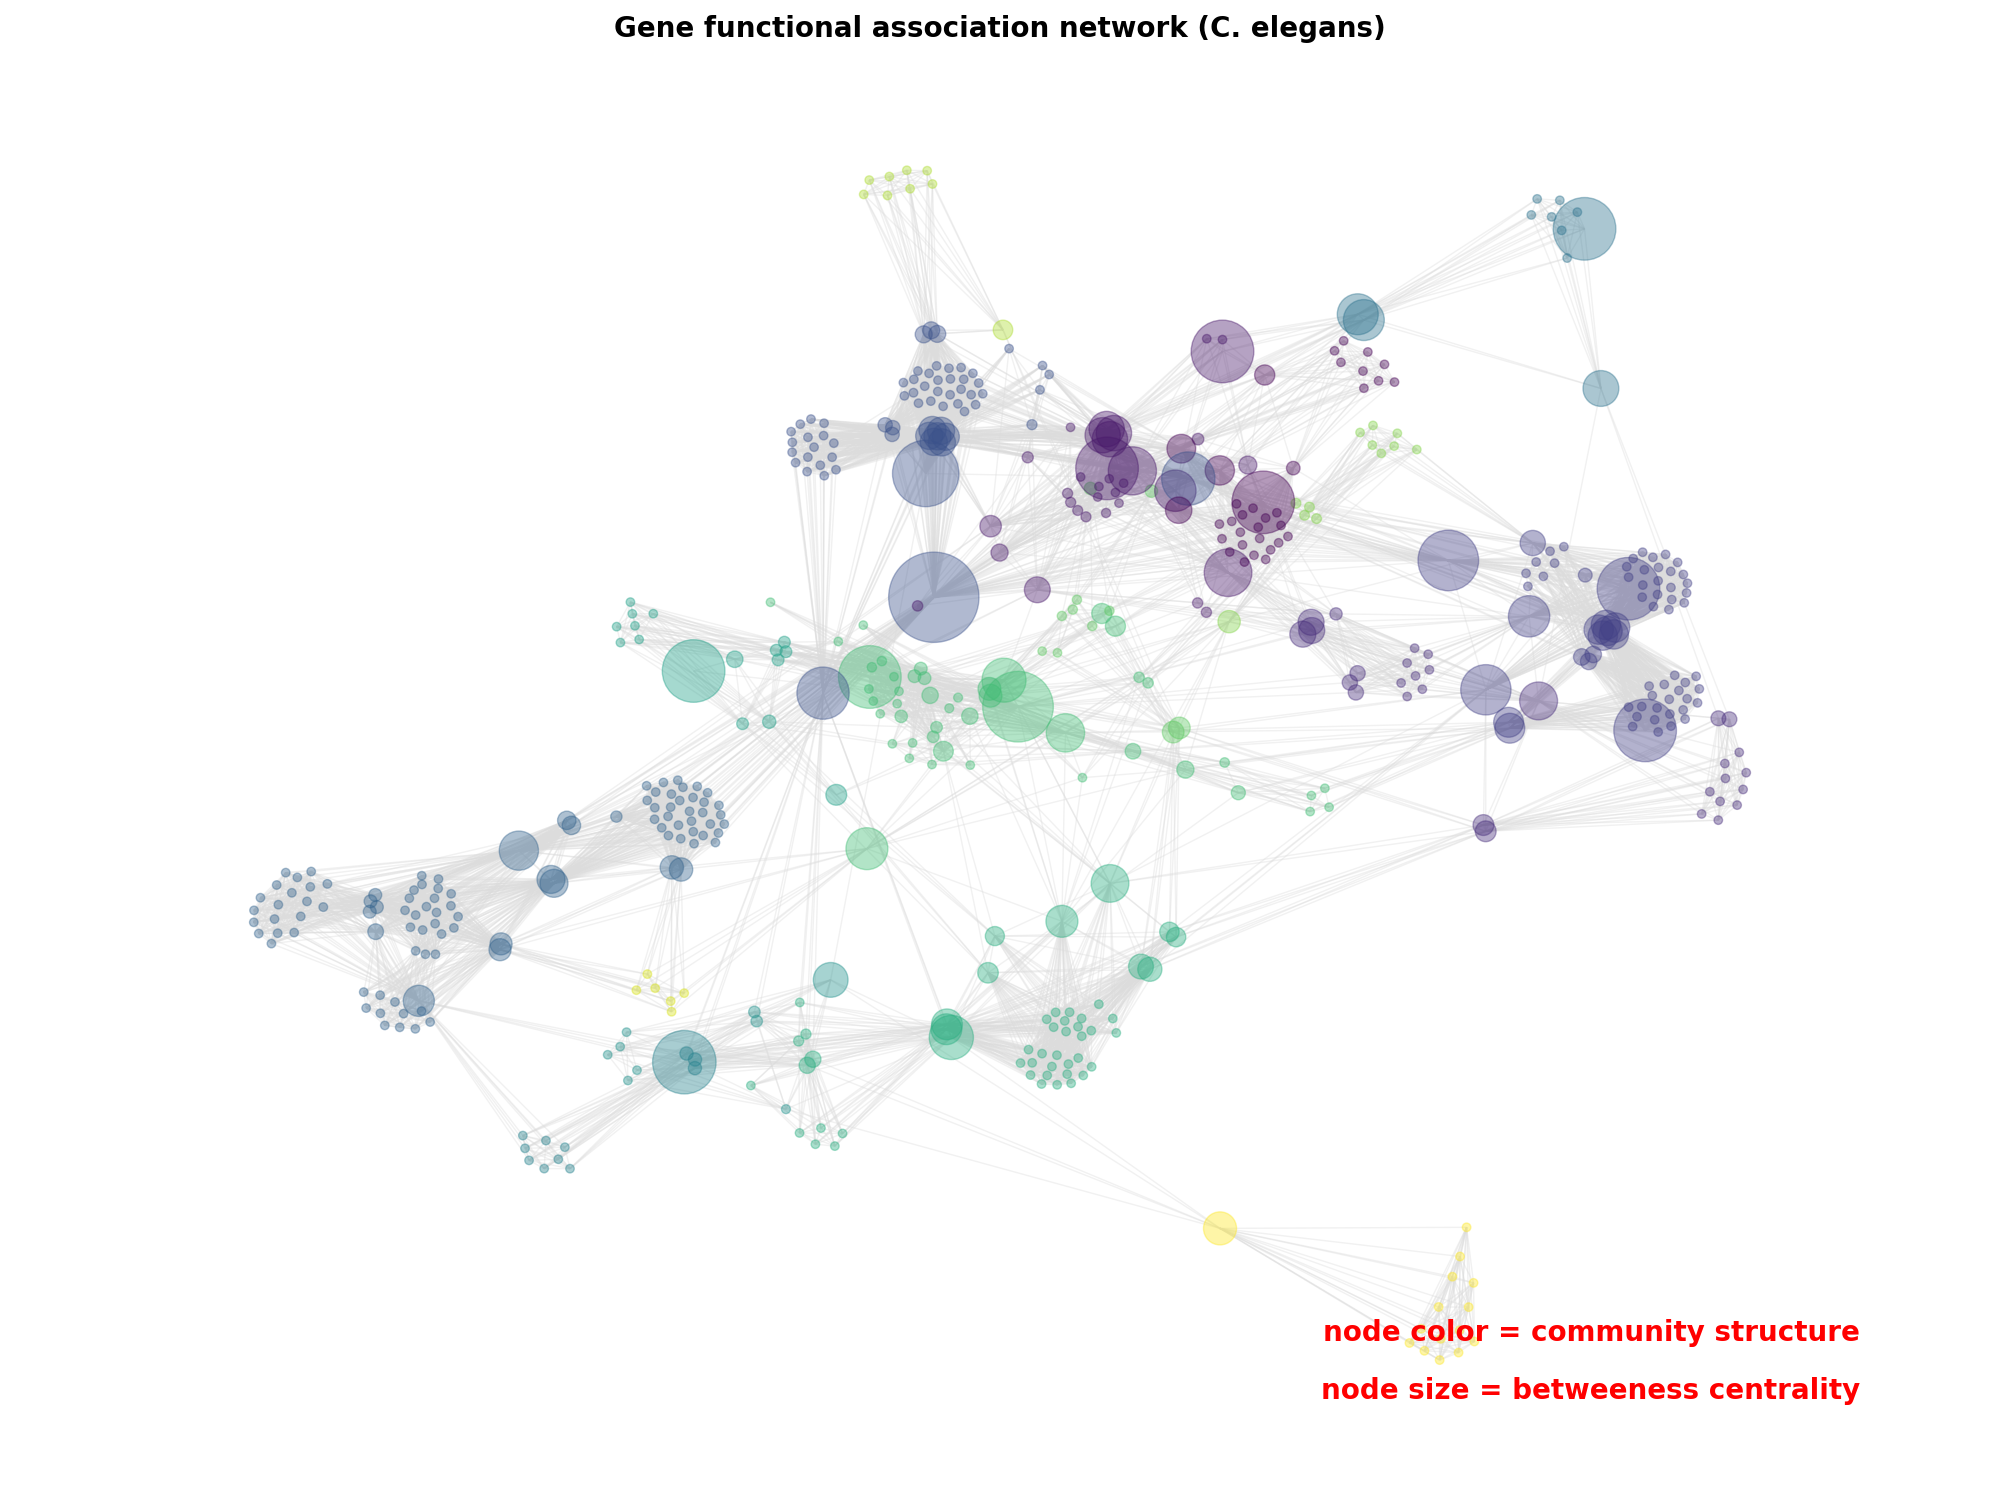 Gene functional association network (C. elegans)
node color = community structure
node size = betweeness centrality